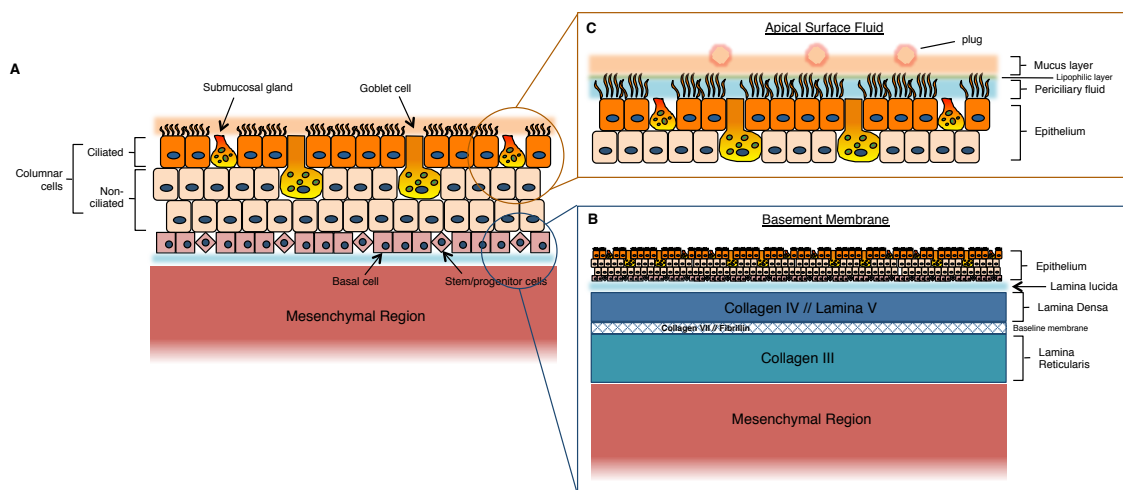 A
Submucosal gland
Goblet cell
Ciliated
Columnar
cells
Non-
ciliated
Basal cell
Stem/progenitor cells
Mesenchymal Region
C
Apical Surface Fluid
plug
Mucus layer
Lipophilic layer
Periciliary fluid
Epithelium
B
Basement Membrane
Epithelium
Lamina lucida
Collagen IV // Lamina V
Lamina Densa
Collagen VII // Fibrillin
Baseline membrane
Collagen III
Lamina
Reticularis
Mesenchymal Region